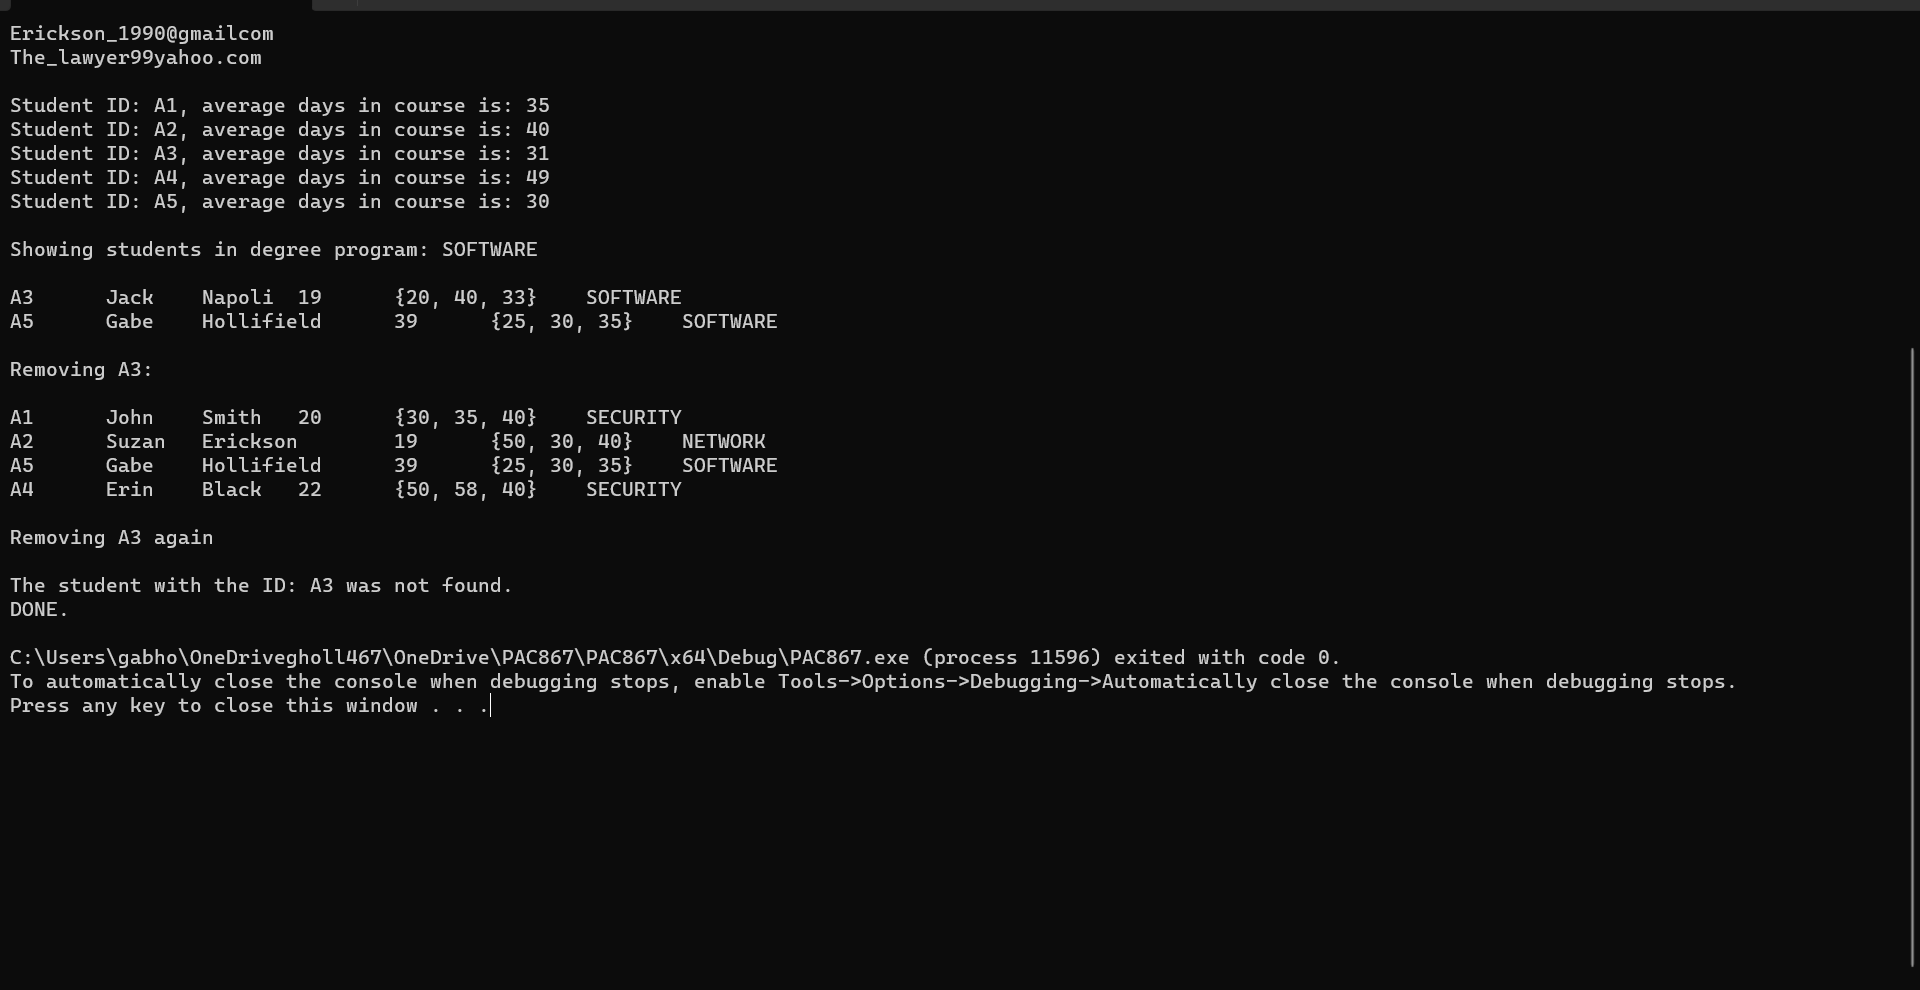 Erickson_1990@gmailcom
The_lawyer99yahoo.com
Student ID: A1, average days in course is: 35
Student ID: A2, average days in course is: 40
Student ID: A3, average days in course is: 31
Student ID: A4, average days in course is: 49
Student ID: A5, average days in course is: 30
Showing students in degree program: SOFTWARE
A3      Jack    Napoli  19      {20, 40, 33}    SOFTWARE
A5      Gabe    Hollifield      39      {25, 30, 35}    SOFTWARE
Removing A3:
A1      John    Smith   20      {30, 35, 40}    SECURITY
A2      Suzan   Erickson        19      {50, 30, 40}    NETWORK
A5      Gabe    Hollifield      39      {25, 30, 35}    SOFTWARE
A4      Erin    Black   22      {50, 58, 40}    SECURITY
Removing A3 again
The student with the ID: A3 was not found.
DONE.
C:\Users\gabho\OneDrivegholl467\OneDrive\PAC867\PAC867\x64\Debug\PAC867.exe (process 11596) exited with code 0.
To automatically close the console when debugging stops, enable Tools->Options->Debugging->Automatically close the console when debugging stops.
Press any key to close this window . . .